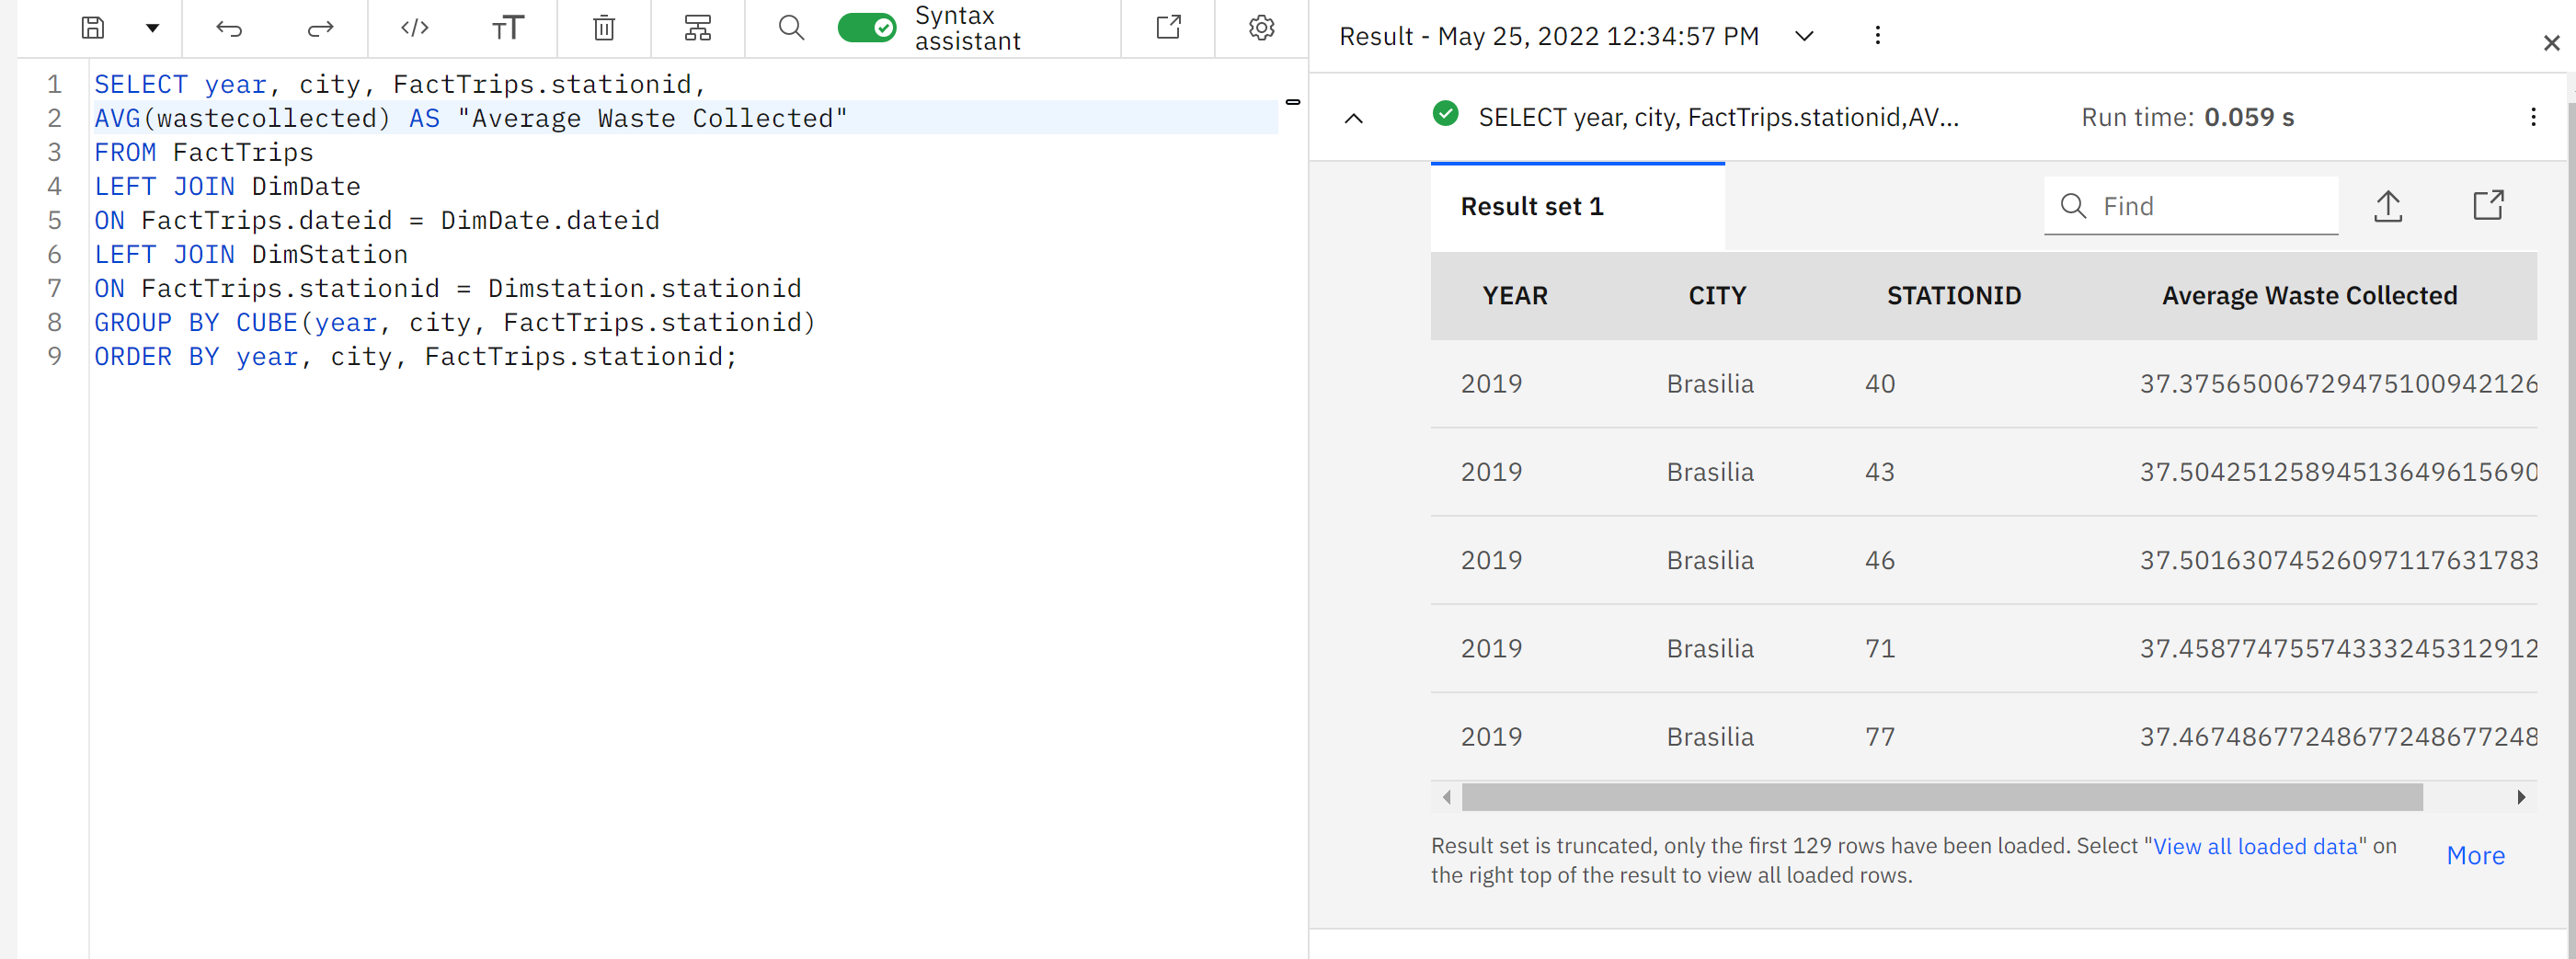 Syntax
assistant
1 SELECT year, city, FactTrips.stationid,
2 AVG(wastecollected) AS "Average Waste Collected"
3 FROM FactTrips
4 LEFT JOIN DimDate
5 ON FactTrips.dateid = DimDate.dateid
6 LEFT JOIN DimStation
7 ON FactTrips.stationid = Dimstation.stationid
8 GROUP BY CUBE(year, city, FactTrips.stationid)
9 ORDER BY year, city, FactTrips.stationid;
Result - May 25, 2022 12:34:57 PM
SELECT year, city, FactTrips.stationid,AV... Run time: 0.059 s
Result set 1 Find
YEAR CITY STATIONID Average Waste Collected
2019 Brasilia 40 37.37565006729475100942126
2019 Brasilia 43 37.50425125894513649615690
2019 Brasilia 46 37.501630745260971176317​83
2019 Brasilia 71 37.458774755743332453129​12
2019 Brasilia 77 37.467486772486772486772​48
Result set is truncated, only the first 129 rows have been loaded. Select "View all loaded data" on
the right top of the result to view all loaded rows.
More